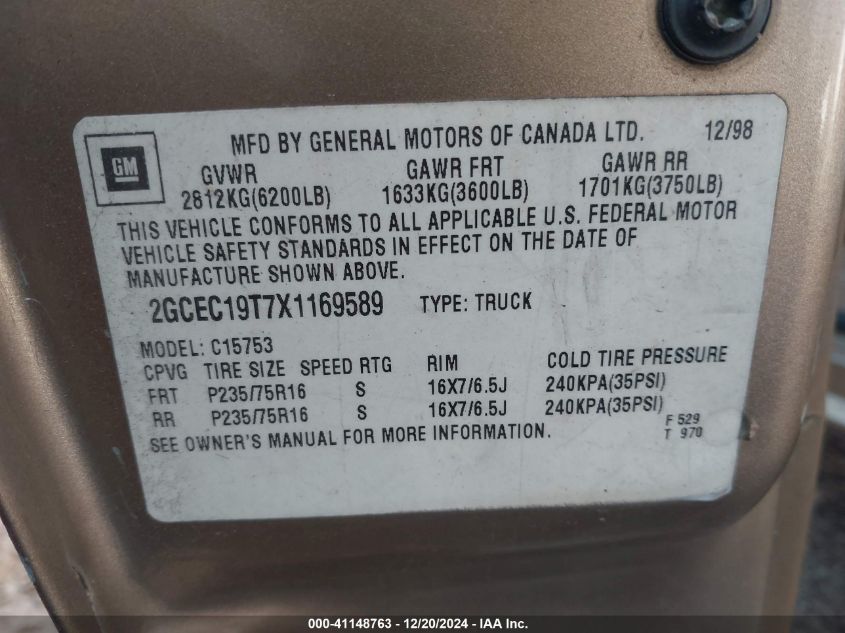 MFD BY GENERAL MOTORS OF CANADA LTD. 12/98
GM
GVWR GAWR FRT GAWR RR
2812KG(6200LB) 1633KG(3600LB) 1701KG(3750LB)
THIS VEHICLE CONFORMS TO ALL APPLICABLE U.S. FEDERAL MOTOR
VEHICLE SAFETY STANDARDS IN EFFECT ON THE DATE OF
MANUFACTURE SHOWN ABOVE.
2GCEC19T7X1169589 TYPE: TRUCK
MODEL: C15753
CPVG TIRE SIZE SPEED RTG RIM COLD TIRE PRESSURE
FRT P235/75R16 S 16X7/6.5J 240KPA(35PSI)
RR P235/75R16 S 16X7/6.5J 240KPA(35PSI)
SEE OWNER'S MANUAL FOR MORE INFORMATION.
F 529
T 970
000-41148763 - 12/20/2024 - IAA Inc.